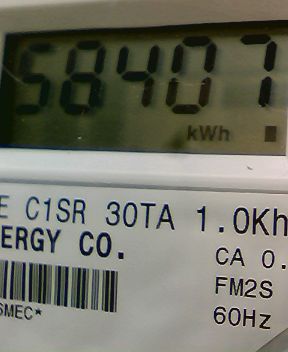 58407
kWh
E C1SR 30TA 1.0Kh
ERGY CO.
CA 0.
FM2S
SMEC*
60Hz